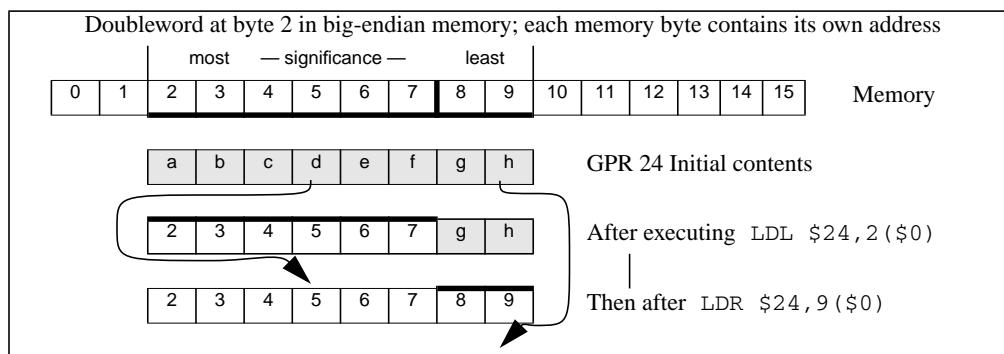 Doubleword at byte 2 in big-endian memory; each memory byte contains its own address
most — significance — least
0 1 2 3 4 5 6 7 8 9 10 11 12 13 14 15 Memory
a b c d e f g h GPR 24 Initial contents
2 3 4 5 6 7 g h After executing LDL $24,2($0)
2 3 4 5 6 7 8 9 Then after LDR $24,9($0)